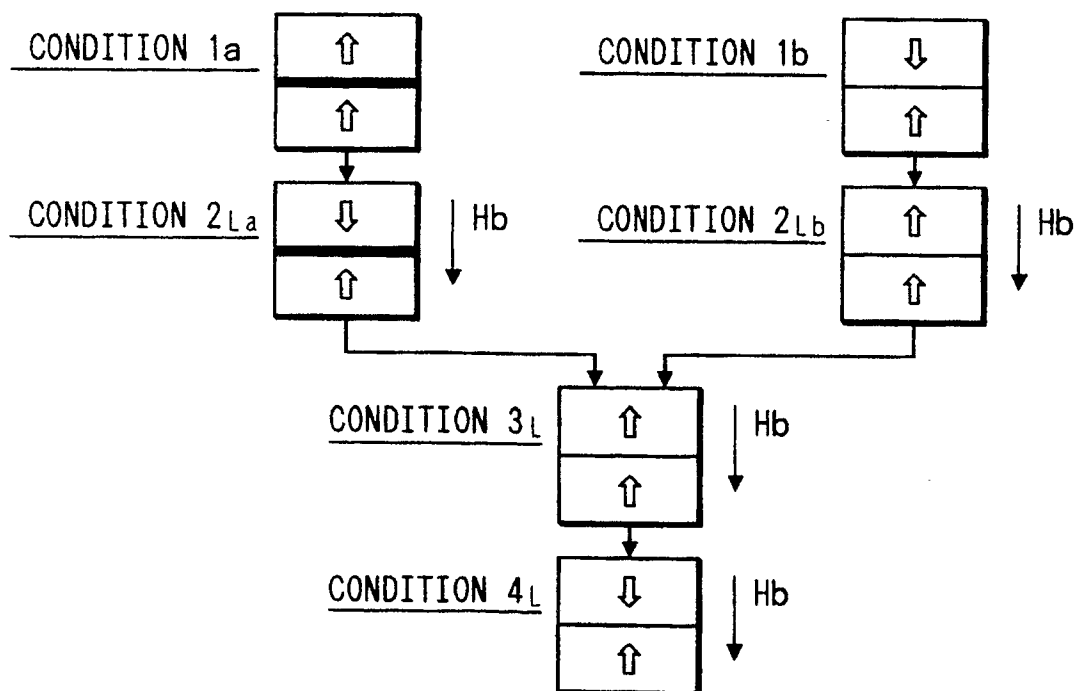 CONDITION 1a
CONDITION 1b
CONDITION 2La
Hb
CONDITION 2Lb
Hb
CONDITION 3L
Hb
CONDITION 4L
Hb